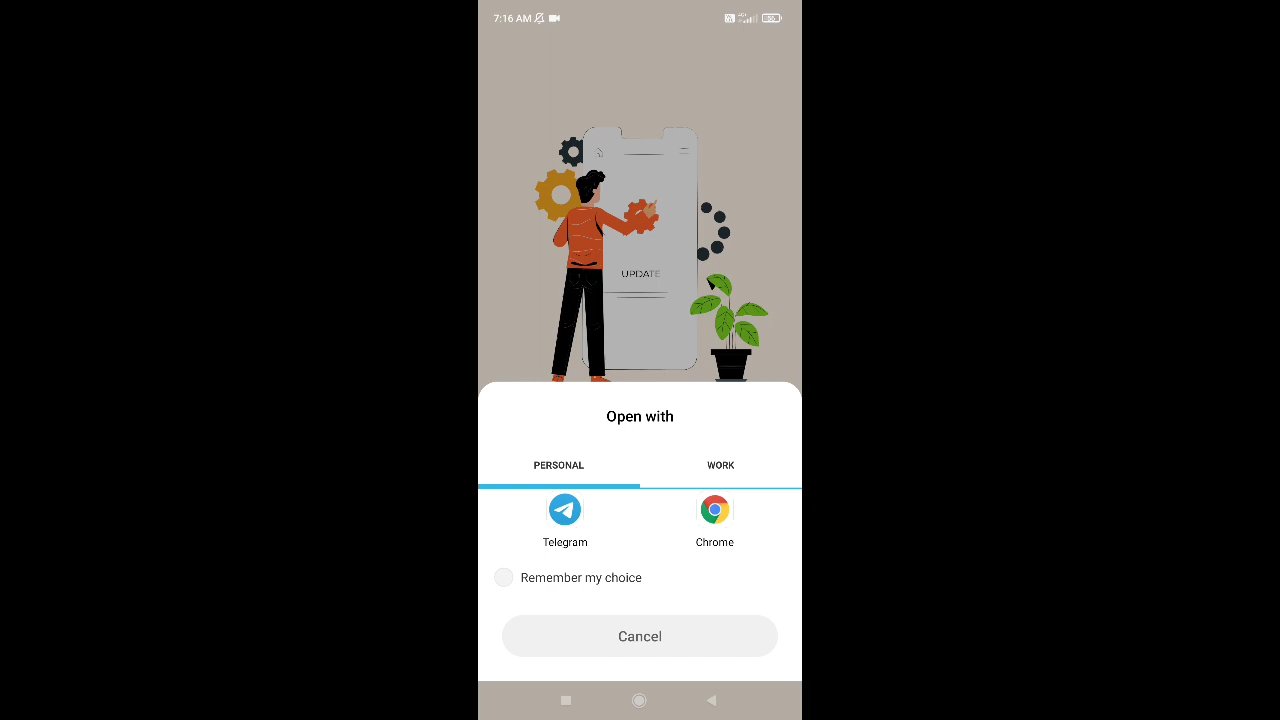 7:16 AM
UPDATE
Open with
PERSONAL
WORK
Telegram
Chrome
Remember my choice
Cancel